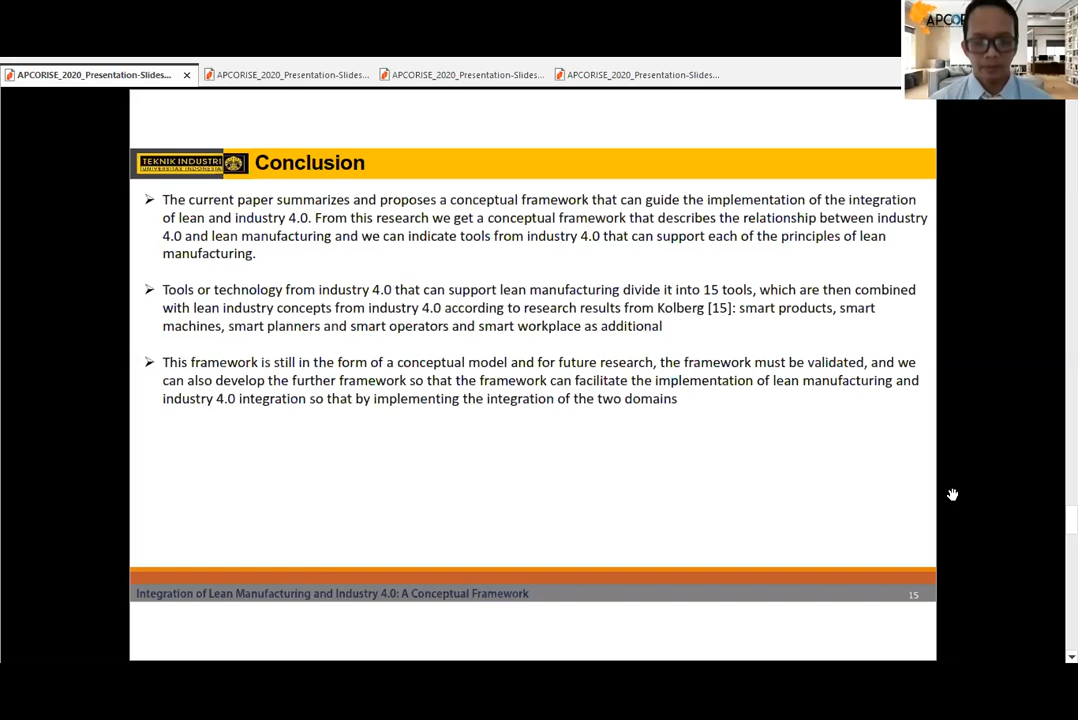 APCORISE_2020_Presentation-Slides...
APCORISE_2020_Presentation-Slides...
APCORISE_2020_Presentation-Slides...
APCORISE_2020_Presentation-Slides...
TEKNIK INDUSTRI
UNIVERSITAS INDONESIA
Conclusion
The current paper summarizes and proposes a conceptual framework that can guide the implementation of the integration
of lean and industry 4.0. From this research we get a conceptual framework that describes the relationship between industry
4.0 and lean manufacturing and we can indicate tools from industry 4.0 that can support each of the principles of lean
manufacturing.
Tools or technology from industry 4.0 that can support lean manufacturing divide it into 15 tools, which are then combined
with lean industry concepts from industry 4.0 according to research results from Kolberg [15]: smart products, smart
machines, smart planners and smart operators and smart workplace as additional
This framework is still in the form of a conceptual model and for future research, the framework must be validated, and we
can also develop the further framework so that the framework can facilitate the implementation of lean manufacturing and
industry 4.0 integration so that by implementing the integration of the two domains
Integration of Lean Manufacturing and Industry 4.0: A Conceptual Framework
15